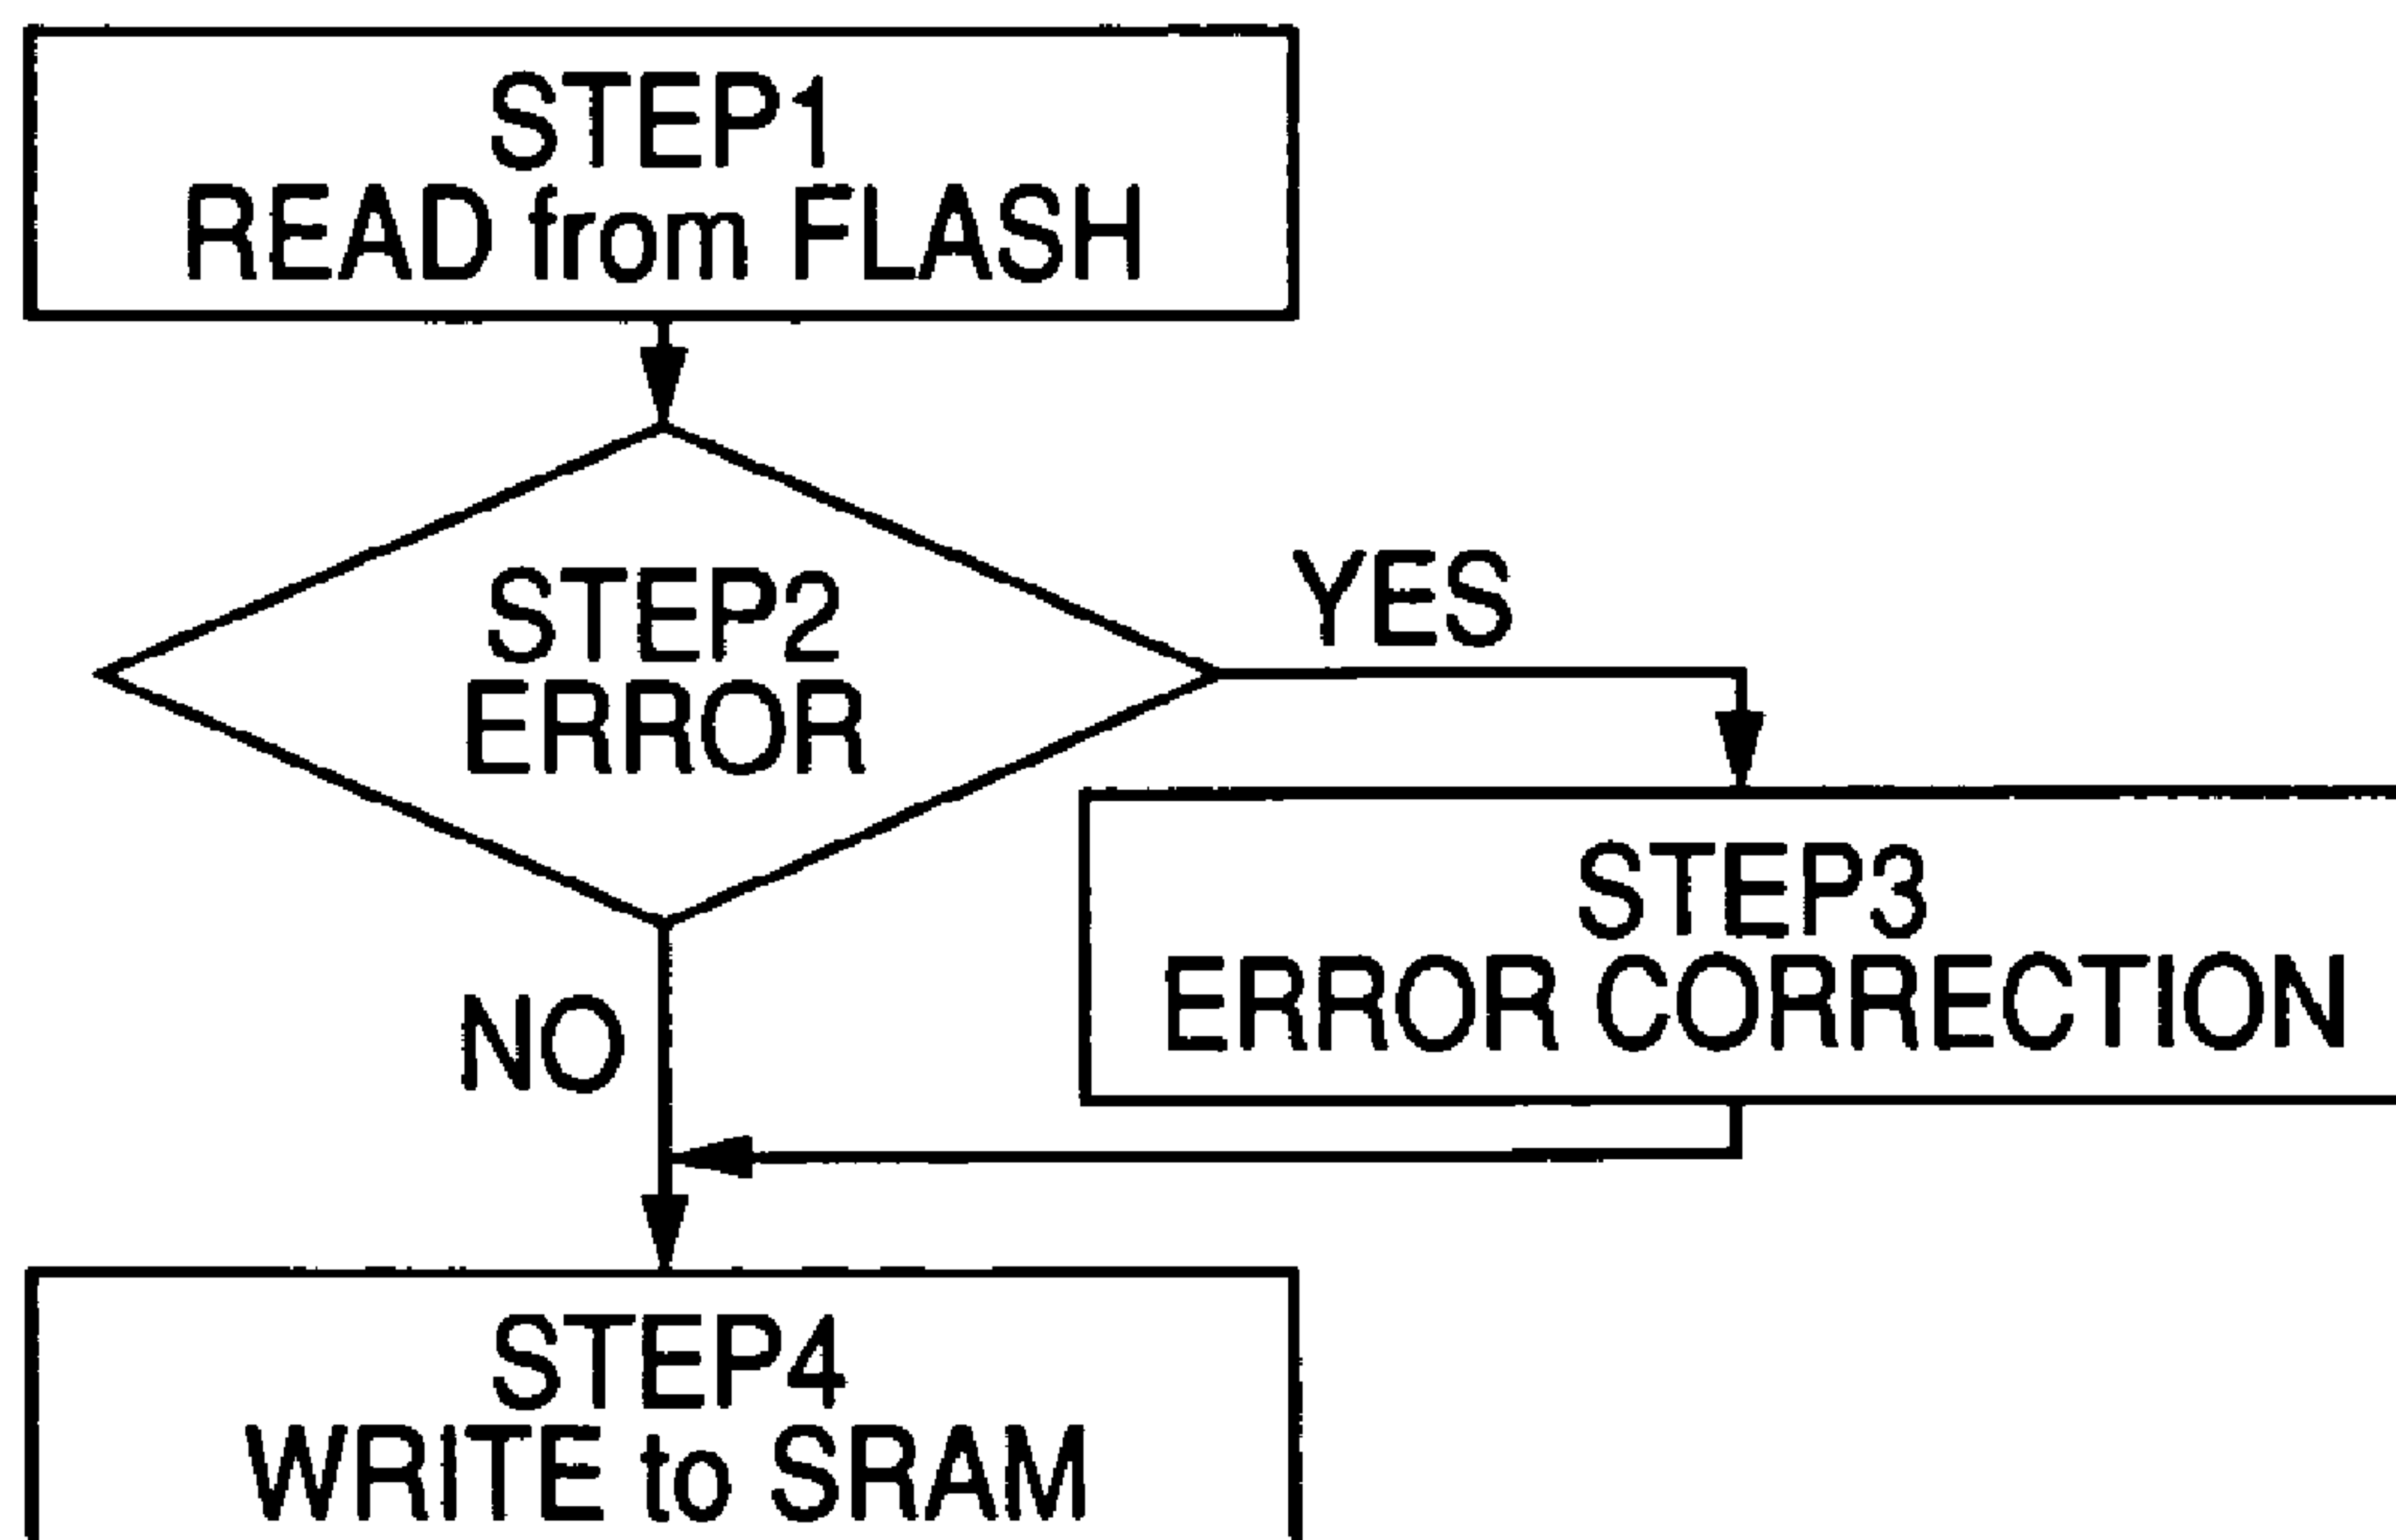 STEP1
READ from FLASH
STEP2
ERROR
YES
STEP3
ERROR CORRECTION
NO
STEP4
WRITE to SRAM